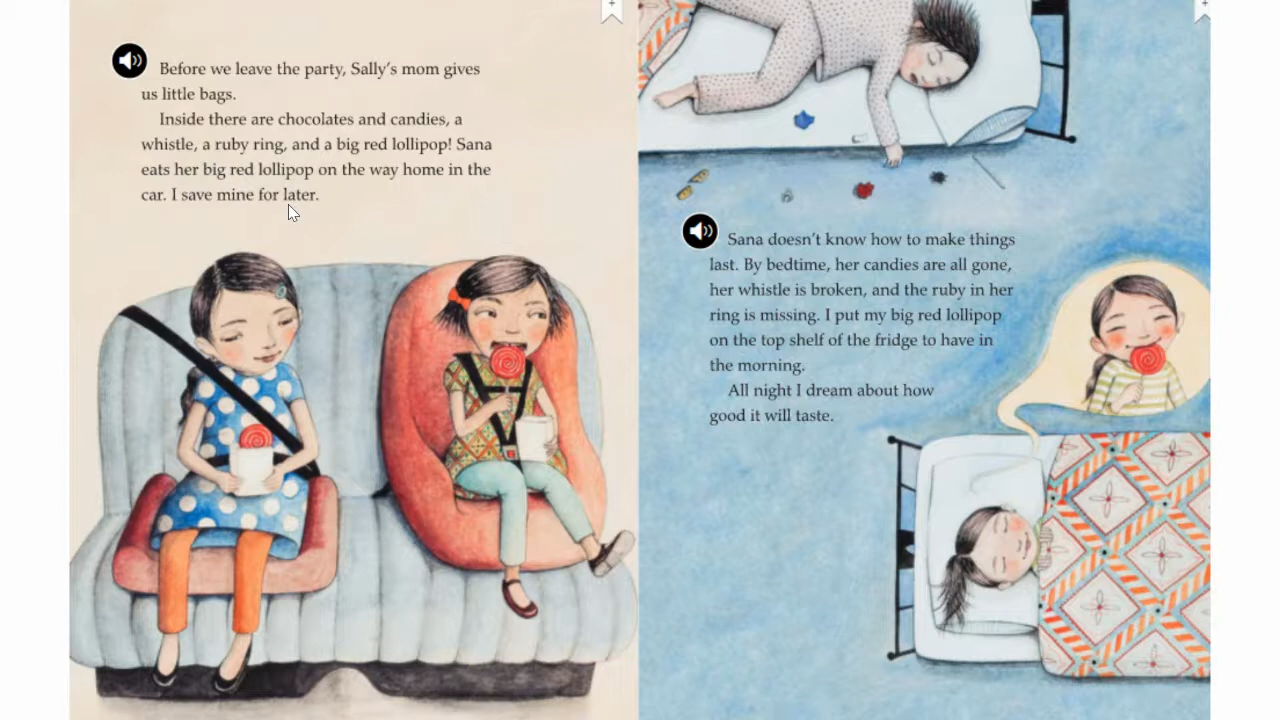 Before we leave the party, Sally's mom gives
us little bags.
Inside there are chocolates and candies, a
whistle, a ruby ring, and a big red lollipop! Sana
eats her big red lollipop on the way home in the
car. I save mine for later.
Sana doesn't know how to make things
last. By bedtime, her candies are all gone,
her whistle is broken, and the ruby in her
ring is missing. I put my big red lollipop
on the top shelf of the fridge to have in
the morning.
All night I dream about how
good it will taste.